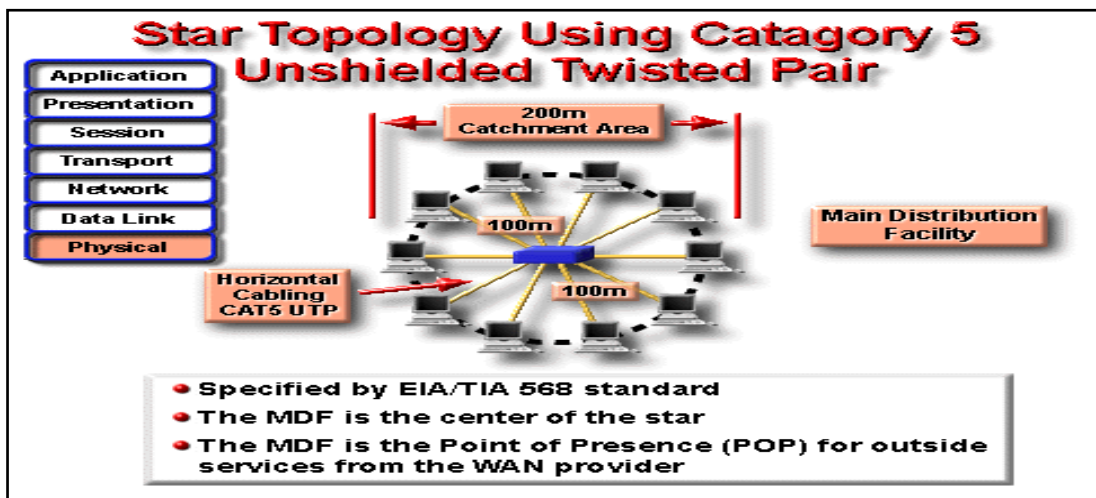 Star Topology Using Catagory 5
Unshielded Twisted Pair
Application
Presentation
Session
Transport
Network
Data Link
Physical
200m
Catchment Area
100m
100m
Horizontal
Cabling
CAT5 UTP
Main Distribution
Facility
Specified by EIA/TIA 568 standard
The MDF is the center of the star
The MDF is the Point of Presence (POP) for outside
services from the WAN provider